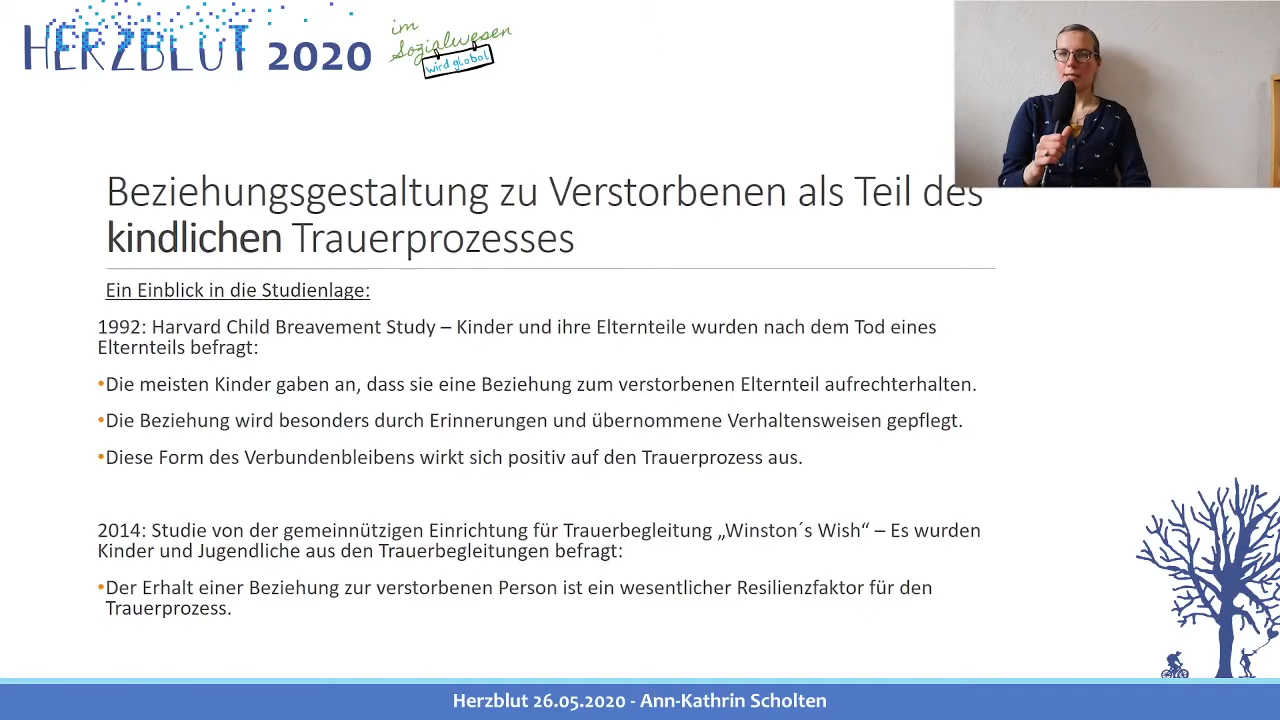 HERZBLUT 2020
im
Sozialwesen
wird global
Beziehungsgestaltung zu Verstorbenen als Teil des
kindlichen Trauerprozesses
Ein Einblick in die Studienlage:
1992: Harvard Child Breavement Study – Kinder und ihre Elternteile wurden nach dem Tod eines
Elternteils befragt:
•Die meisten Kinder gaben an, dass sie eine Beziehung zum verstorbenen Elternteil aufrechterhalten.
•Die Beziehung wird besonders durch Erinnerungen und übernommene Verhaltensweisen gepflegt.
•Diese Form des Verbundenbleibens wirkt sich positiv auf den Trauerprozess aus.
2014: Studie von der gemeinnützigen Einrichtung für Trauerbegleitung „Winston´s Wish“ – Es wurden
Kinder und Jugendliche aus den Trauerbegleitungen befragt:
•Der Erhalt einer Beziehung zur verstorbenen Person ist ein wesentlicher Resilienzfaktor für den
Trauerprozess.
Herzblut 26.05.2020 - Ann-Kathrin Scholten